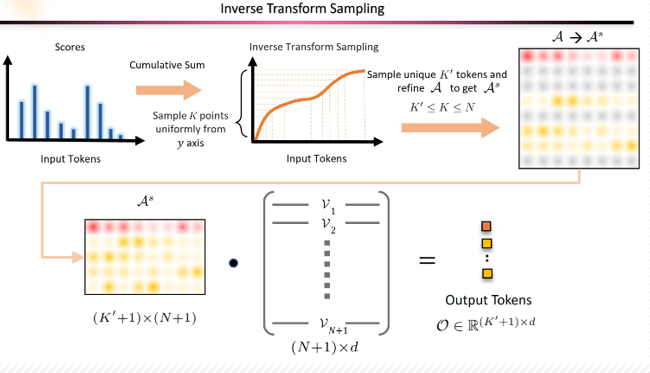 Inverse Transform Sampling
Scores
Input Tokens
Cumulative Sum
Sample K points
uniformly from
y axis
Inverse Transform Sampling
Input Tokens
Sample unique K′ tokens and
refine 𝒜 to get 𝒜ˢ
K′ ≤ K ≤ N
𝒜 → 𝒜ˢ
𝒜ˢ
(K′+1)×(N+1)
𝒱₁
𝒱₂
𝒱_{N+1}
(N+1)×d
=
Output Tokens
𝒪 ∈ ℝ^{(K′+1)×d}